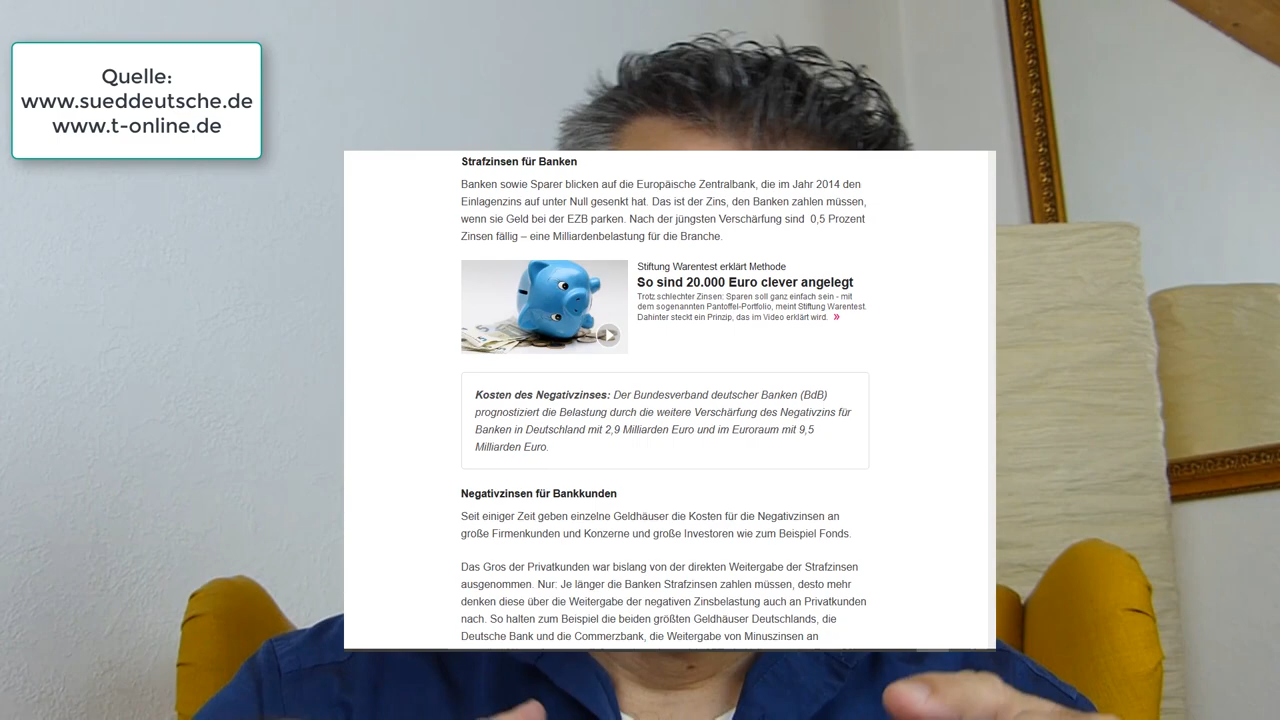 Quelle:
www.sueddeutsche.de
www.t-online.de
Strafzinsen für Banken
Banken sowie Sparer blicken auf die Europäische Zentralbank, die im Jahr 2014 den
Einlagenzins auf unter Null gesenkt hat. Das ist der Zins, den Banken zahlen müssen,
wenn sie Geld bei der EZB parken. Nach der jüngsten Verschärfung sind 0,5 Prozent
Zinsen fällig – eine Milliardenbelastung für die Branche.
Stiftung Warentest erklärt Methode
So sind 20.000 Euro clever angelegt
Trotz schlechter Zinsen: Sparen soll ganz einfach sein - mit
dem sogenannten Pantoffel-Portfolio, meint Stiftung Warentest.
Dahinter steckt ein Prinzip, das im Video erklärt wird. »
Kosten des Negativzinses: Der Bundesverband deutscher Banken (BdB)
prognostiziert die Belastung durch die weitere Verschärfung des Negativzins für
Banken in Deutschland mit 2,9 Milliarden Euro und im Euroraum mit 9,5
Milliarden Euro.
Negativzinsen für Bankkunden
Seit einiger Zeit geben einzelne Geldhäuser die Kosten für die Negativzinsen an
große Firmenkunden und Konzerne und große Investoren wie zum Beispiel Fonds.
Das Gros der Privatkunden war bislang von der direkten Weitergabe der Strafzinsen
ausgenommen. Nur: Je länger die Banken Strafzinsen zahlen müssen, desto mehr
denken diese über die Weitergabe der negativen Zinsbelastung auch an Privatkunden
nach. So halten zum Beispiel die beiden größten Geldhäuser Deutschlands, die
Deutsche Bank und die Commerzbank, die Weitergabe von Minuszinsen an